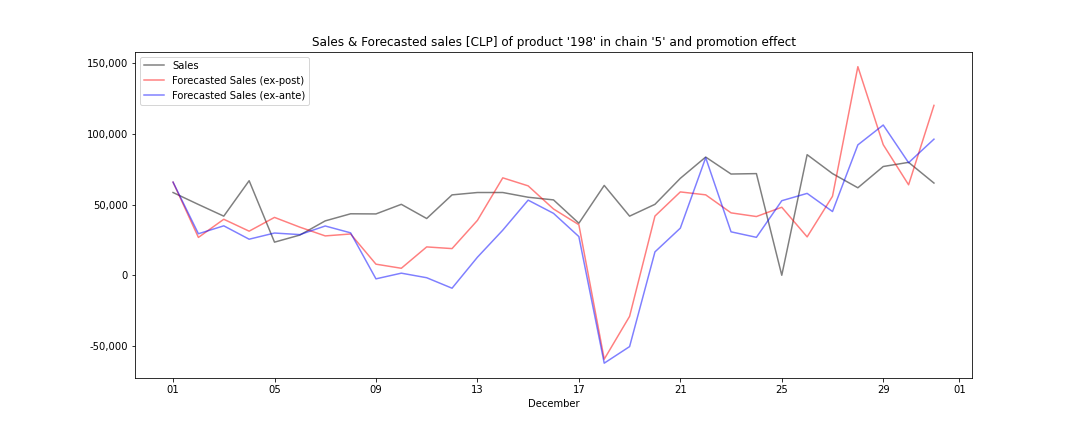 Sales & Forecasted sales [CLP] of product '198' in chain '5' and promotion effect
Sales
Forecasted Sales (ex-post)
Forecasted Sales (ex-ante)
150,000
100,000
50,000
0
-50,000
01 05 09 13 17 21 25 29 01
December